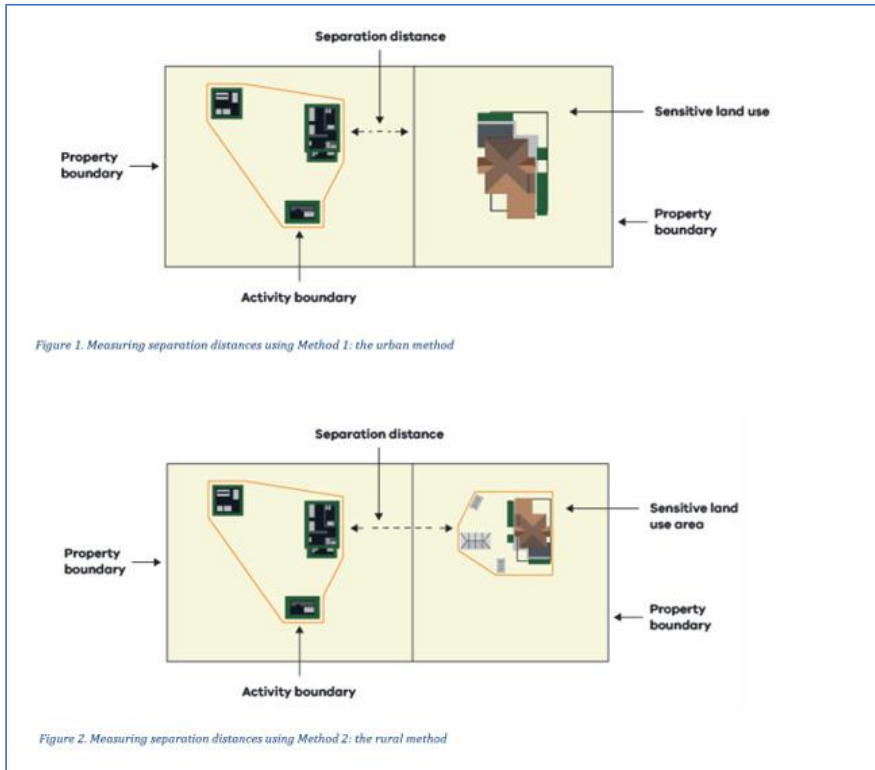 Separation distance
Sensitive land use
Property
boundary
Property
boundary
Activity boundary
Figure 1. Measuring separation distances using Method 1: the urban method
Separation distance
Sensitive land
use area
Property
boundary
Property
boundary
Activity boundary
Figure 2. Measuring separation distances using Method 2: the rural method